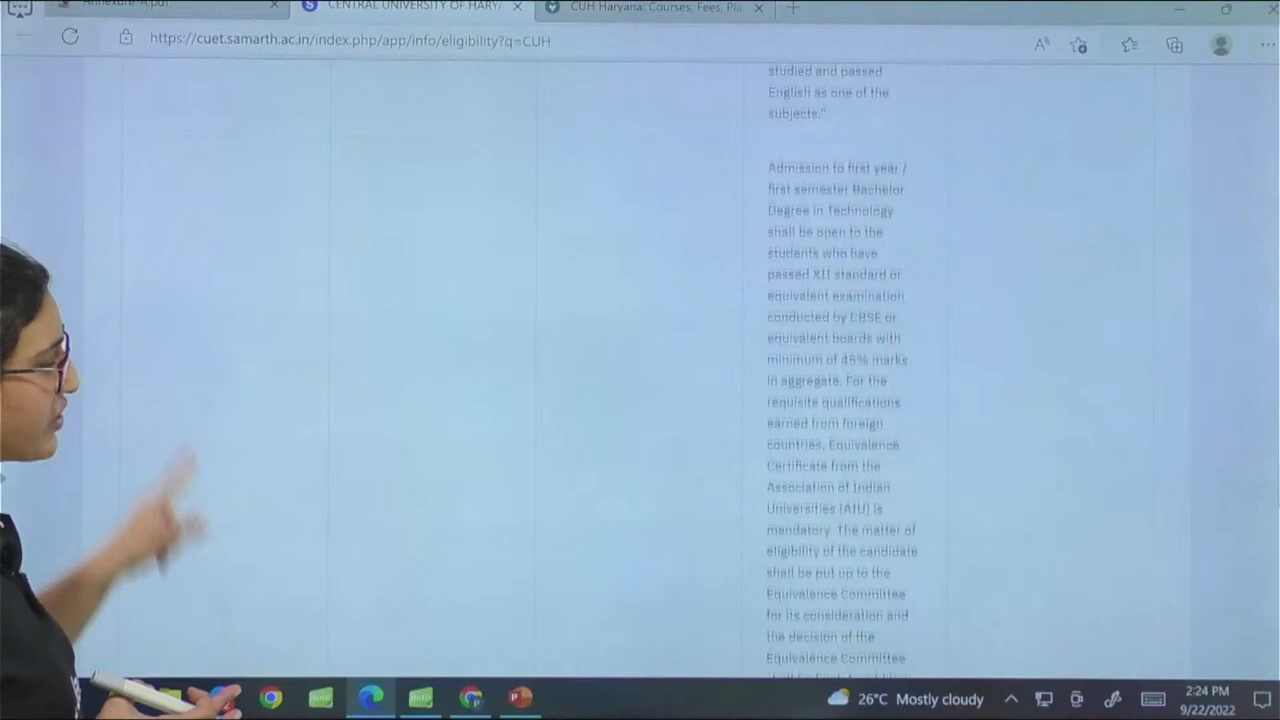 Annexure-A.pdf
CENTRAL UNIVERSITY OF HARY
CUH Haryana: Courses, Fees, Pla
https://cuet.samarth.ac.in/index.php/app/info/eligibility?q=CUH
studied and passed
English as one of the
subjects."
Admission to first year /
first semester Bachelor
Degree in Technology
shall be open to the
students who have
passed XII standard or
equivalent examination
conducted by CBSE or
equivalent boards with
minimum of 45% marks
in aggregate. For the
requisite qualifications
earned from foreign
countries, Equivalence
Certificate from the
Association of Indian
Universities (AIU) is
mandatory. The matter of
eligibility of the candidate
shall be put up to the
Equivalence Committee
for its consideration and
the decision of the
Equivalence Committee
26°C Mostly cloudy
2:24 PM
9/22/2022